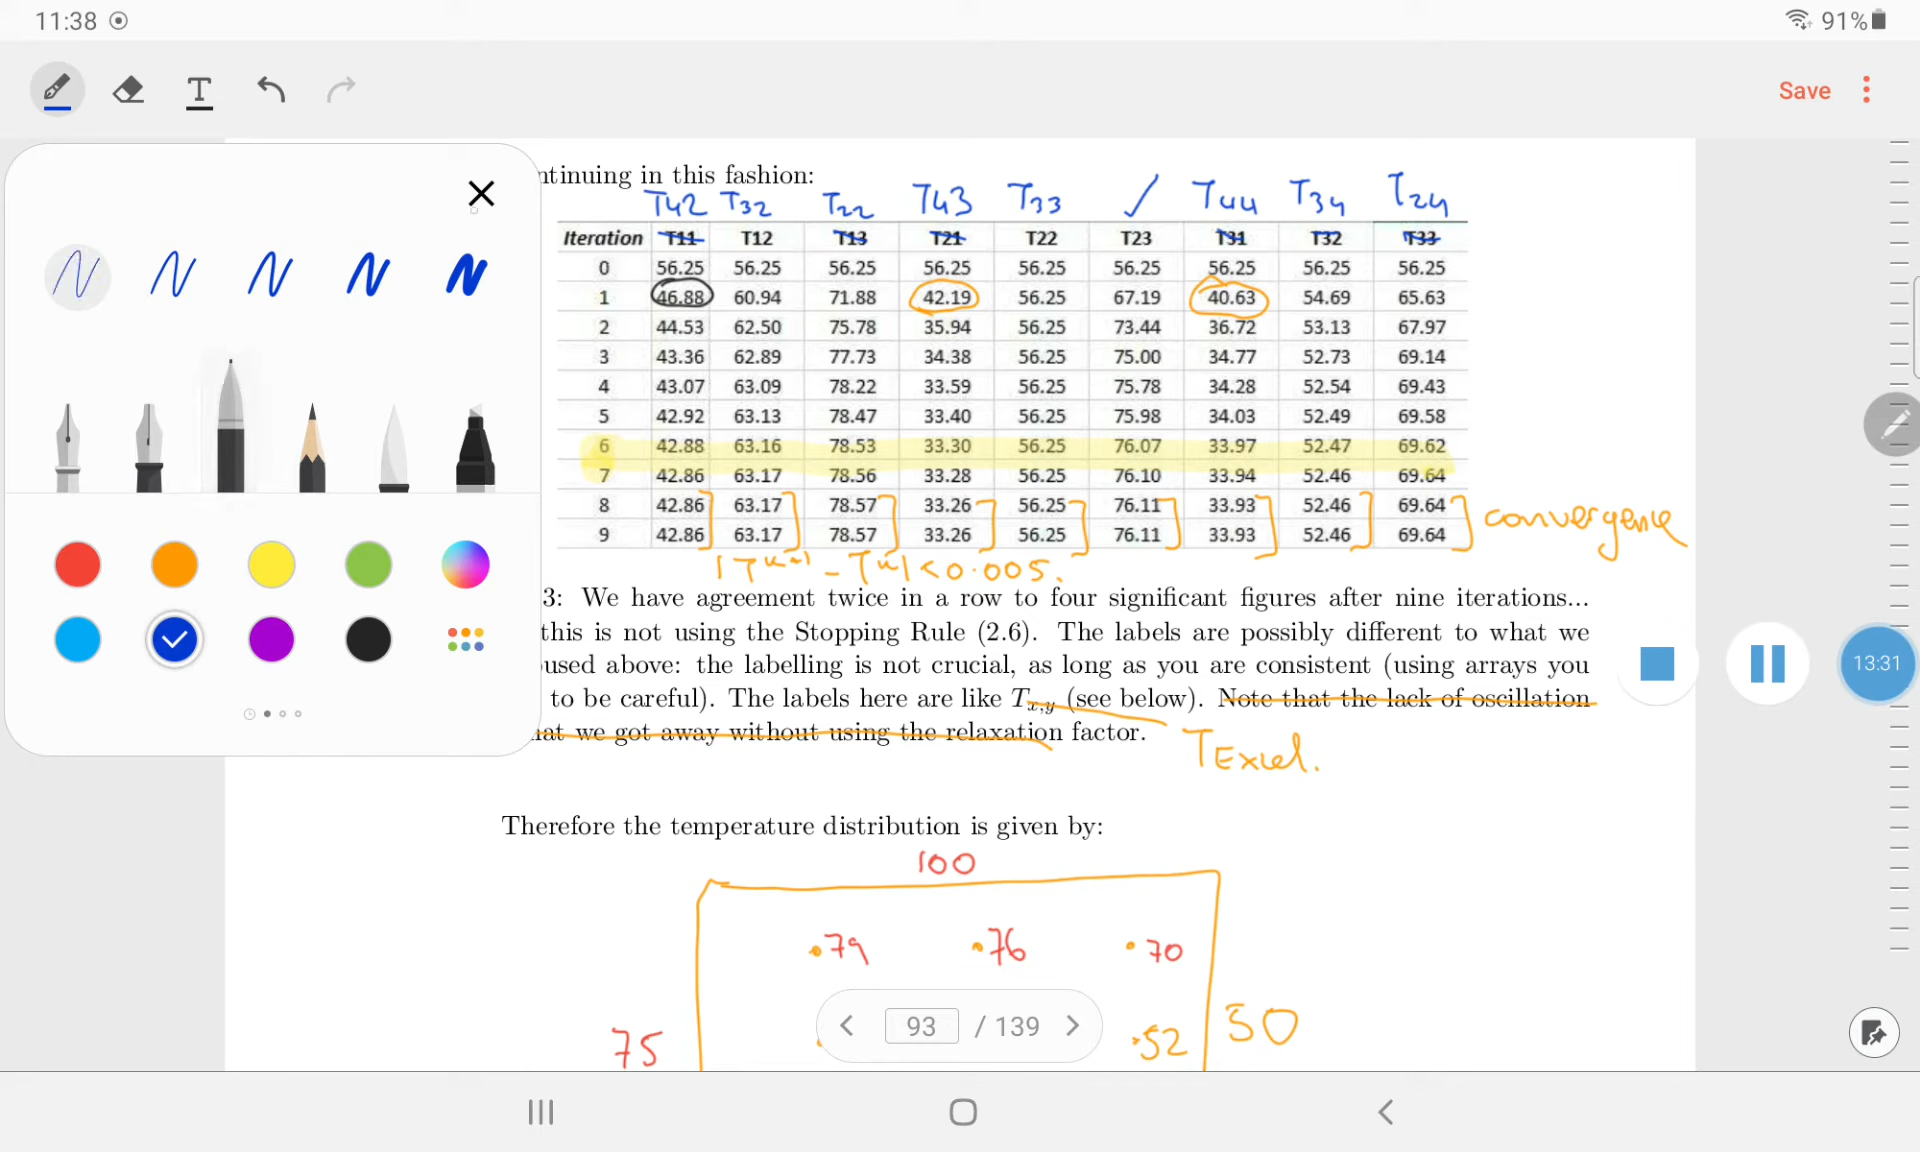 11:38
91%
T
Save
ntinuing in this fashion:
T42 T32 T22 T43 T33 ✓ T44 T34 T24
Iteration T11 T12 T13 T21 T22 T23 T31 T32 T33
0 56.25 56.25 56.25 56.25 56.25 56.25 56.25 56.25 56.25
1 46.88 60.94 71.88 42.19 56.25 67.19 40.63 54.69 65.63
2 44.53 62.50 75.78 35.94 56.25 73.44 36.72 53.13 67.97
3 43.36 62.89 77.73 34.38 56.25 75.00 34.77 52.73 69.14
4 43.07 63.09 78.22 33.59 56.25 75.78 34.28 52.54 69.43
5 42.92 63.13 78.47 33.40 56.25 75.98 34.03 52.49 69.58
6 42.88 63.16 78.53 33.30 56.25 76.07 33.97 52.47 69.62
7 42.86 63.17 78.56 33.28 56.25 76.10 33.94 52.46 69.64
8 42.86 63.17 78.57 33.26 56.25 76.11 33.93 52.46 69.64
9 42.86 63.17 78.57 33.26 56.25 76.11 33.93 52.46 69.64
convergence
< 0.005.
3: We have agreement twice in a row to four significant figures after nine iterations...
this is not using the Stopping Rule (2.6). The labels are possibly different to what we
used above: the labelling is not crucial, as long as you are consistent (using arrays you
to be careful). The labels here are like Tx,y (see below). Note that the lack of oscillation
hat we got away without using the relaxation factor.
TExcel.
13:31
Therefore the temperature distribution is given by:
100
.79 .76 .70
75 .52 50
93 / 139